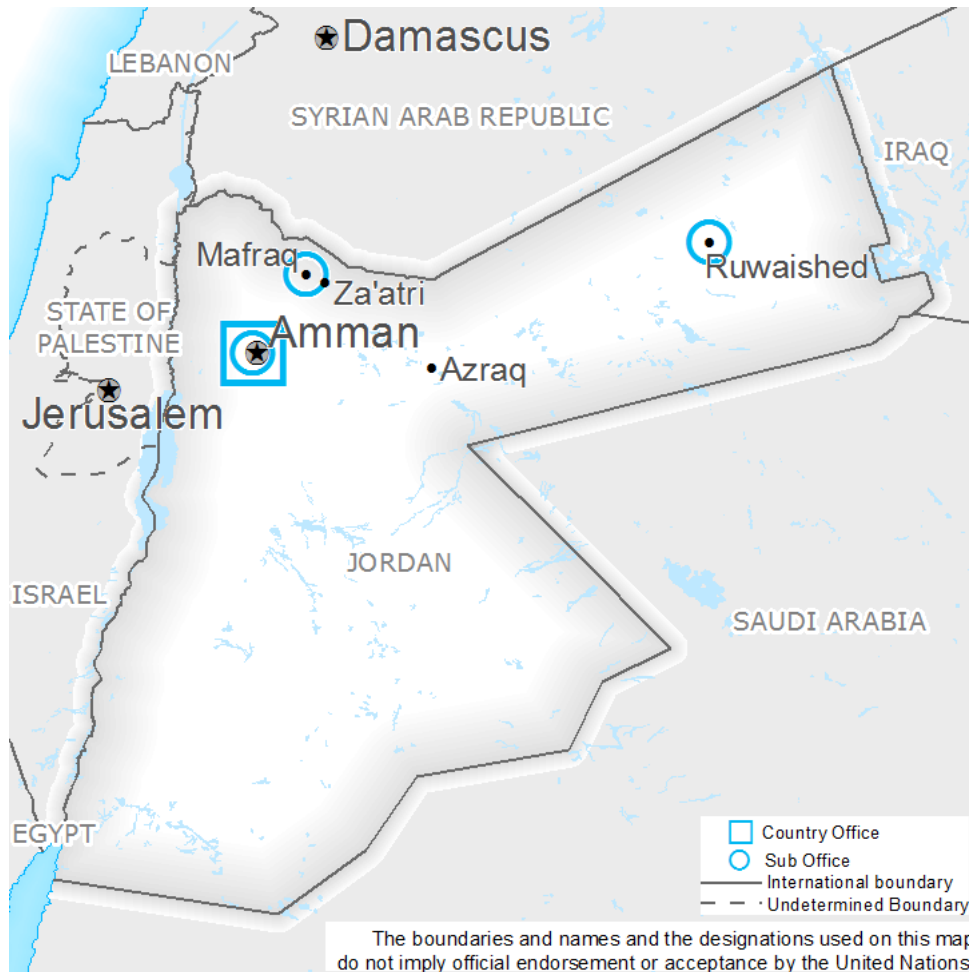 Damascus
LEBANON
SYRIAN ARAB REPUBLIC
IRAQ
Mafraq
Ruwaished
Za'atri
STATE OF
PALESTINE
Amman
Azraq
Jerusalem
JORDAN
ISRAEL
SAUDI ARABIA
EGYPT
Country Office
Sub Office
International boundary
Undetermined Boundary
The boundaries and names and the designations used on this map
do not imply official endorsement or acceptance by the United Nations.